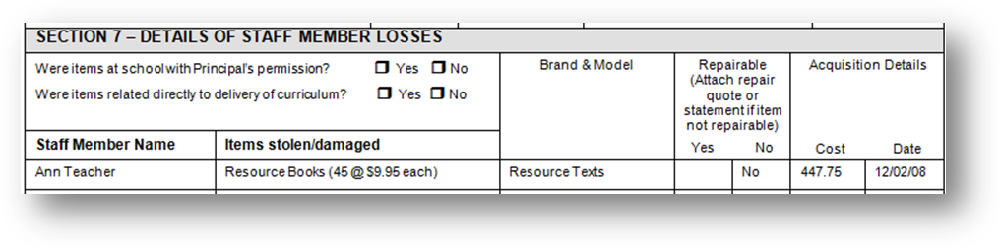 SECTION 7 – DETAILS OF STAFF MEMBER LOSSES
Were items at school with Principal's permission? Yes No
Were items related directly to delivery of curriculum? Yes No
Brand & Model
Repairable
(Attach repair
quote or
statement if item
not repairable)
Yes No
Acquisition Details
Cost Date
Staff Member Name Items stolen/damaged
Ann Teacher Resource Books (45 @ $9.95 each) Resource Texts No 447.75 12/02/08